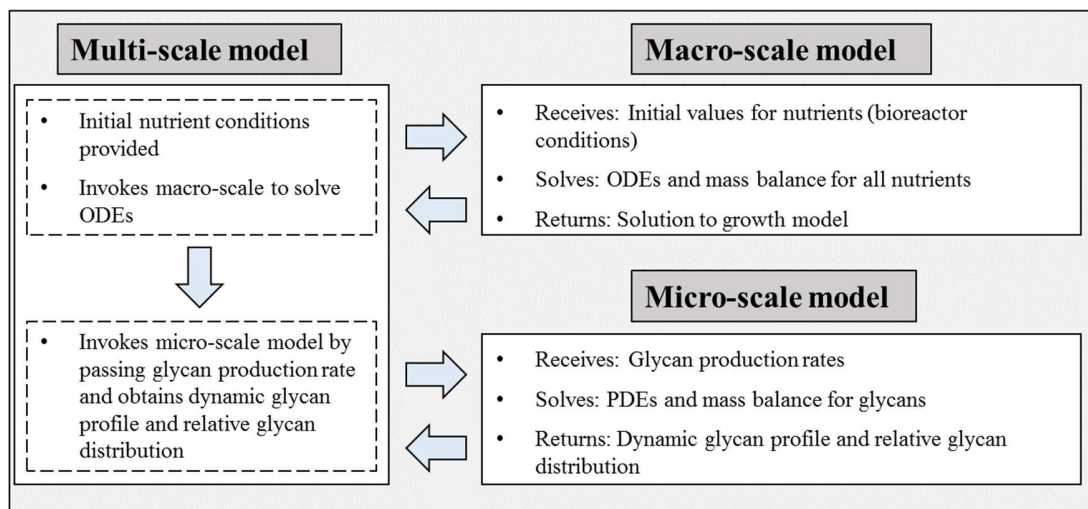 Multi-scale model
• Initial nutrient conditions
provided
• Invokes macro-scale to solve
ODEs
• Invokes micro-scale model by
passing glycan production rate
and obtains dynamic glycan
profile and relative glycan
distribution
Macro-scale model
• Receives: Initial values for nutrients (bioreactor
conditions)
• Solves: ODEs and mass balance for all nutrients
• Returns: Solution to growth model
Micro-scale model
• Receives: Glycan production rates
• Solves: PDEs and mass balance for glycans
• Returns: Dynamic glycan profile and relative glycan
distribution